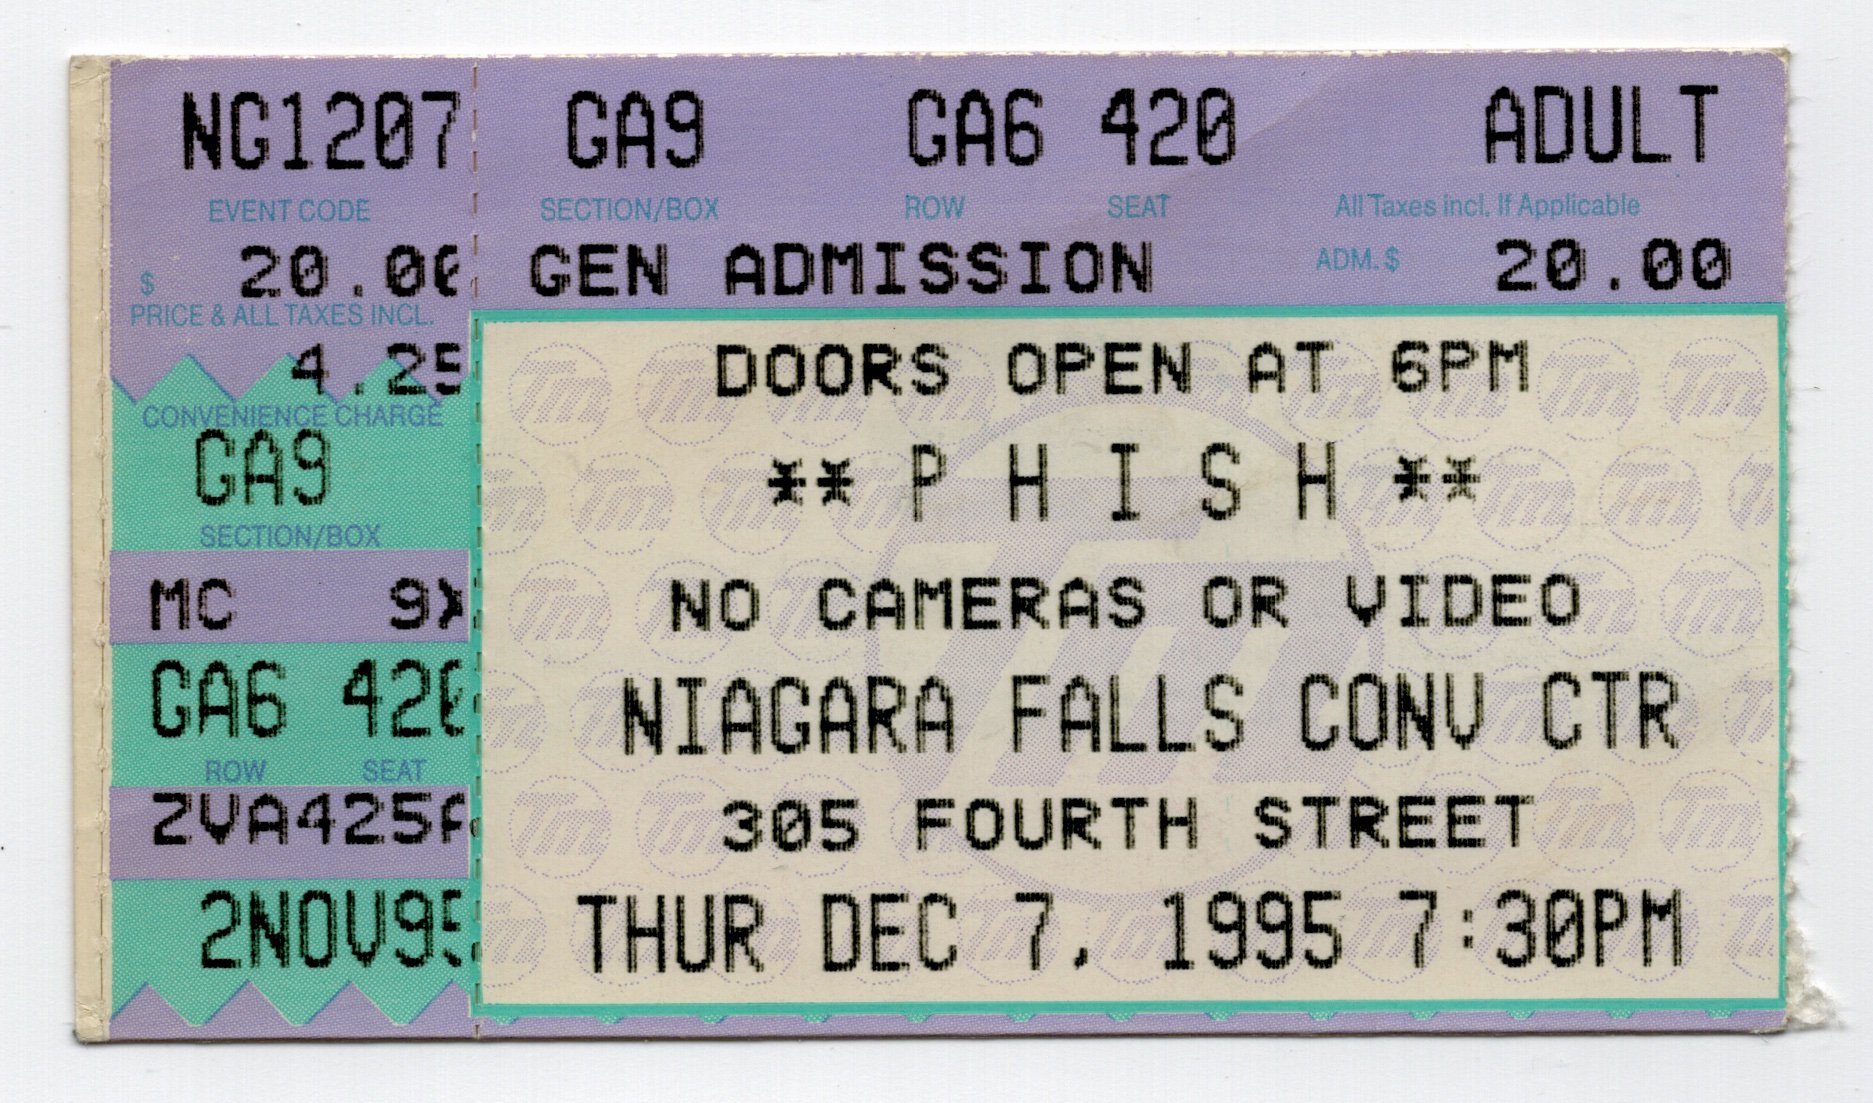 NG1207
EVENT CODE
$ 20.00
PRICE & ALL TAXES INCL.
4.25
CONVENIENCE CHARGE
GA9
SECTION/BOX
MC 9X
GA6 420
ROW SEAT
ZVA425A
2NOV95
GA9 GA6 420 ADULT
SECTION/BOX ROW SEAT All Taxes incl. If Applicable
GEN ADMISSION ADM. $ 20.00
DOORS OPEN AT 6PM
** P H I S H **
NO CAMERAS OR VIDEO
NIAGARA FALLS CONV CTR
305 FOURTH STREET
THUR DEC 7, 1995 7:30PM